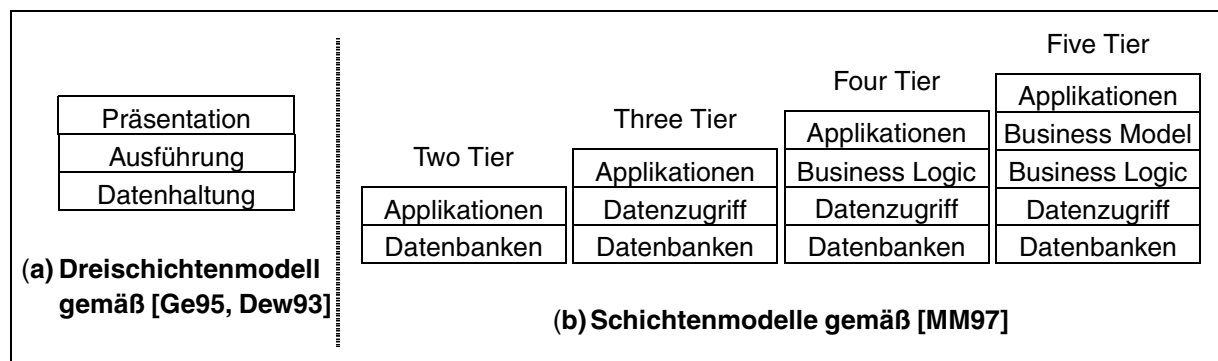 Präsentation
Ausführung
Datenhaltung
(a) Dreischichtenmodell
gemäß [Ge95, Dew93]
Two Tier
Applikationen
Datenbanken
Three Tier
Applikationen
Datenzugriff
Datenbanken
Four Tier
Applikationen
Business Logic
Datenzugriff
Datenbanken
Five Tier
Applikationen
Business Model
Business Logic
Datenzugriff
Datenbanken
(b) Schichtenmodelle gemäß [MM97]